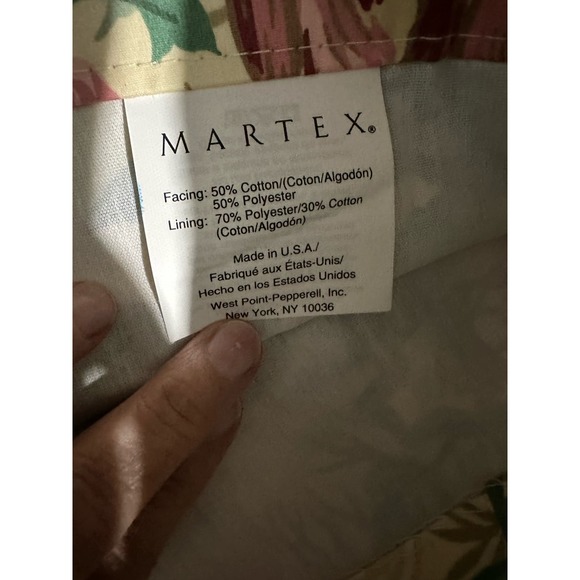 MARTEX®
Facing: 50% Cotton/(Coton/Algodón)
50% Polyester
Lining: 70% Polyester/30% Cotton
(Coton/Algodón)
Made in U.S.A./
Fabriqué aux États-Unis/
Hecho en los Estados Unidos
West Point-Pepperell, Inc.
New York, NY 10036